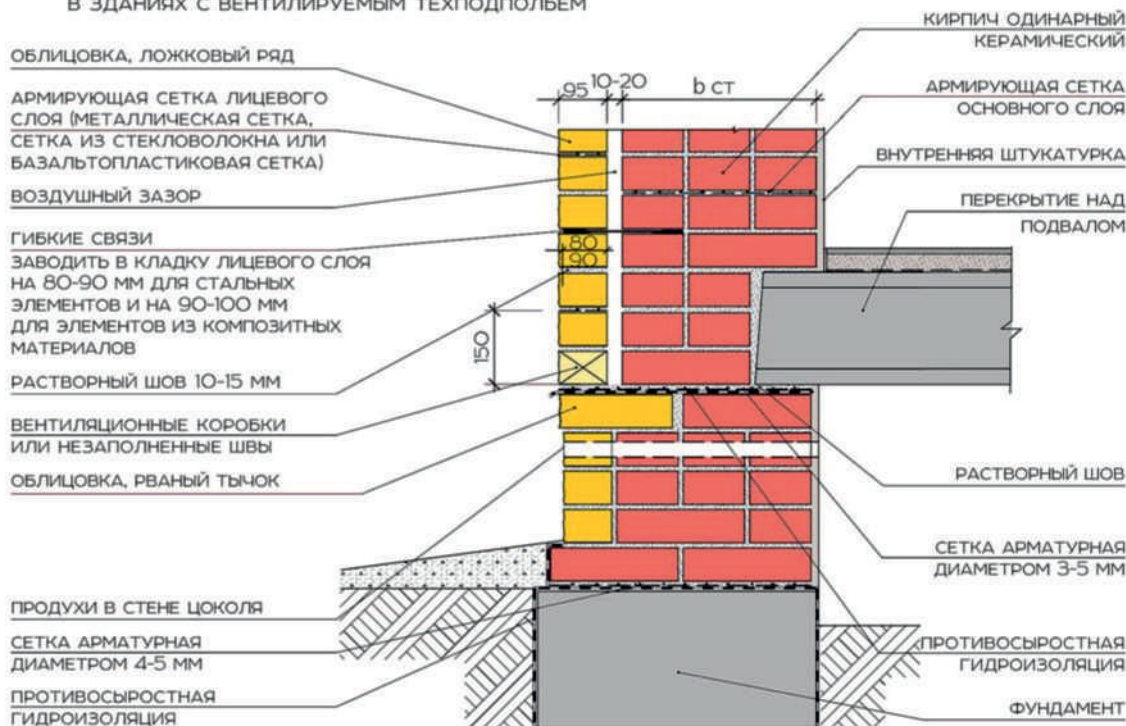 В ЗДАНИЯХ С ВЕНТИЛИРУЕМЫМ ТЕХПОДПОЛЬЕМ
ОБЛИЦОВКА, ЛОЖКОВЫЙ РЯД
АРМИРУЮЩАЯ СЕТКА ЛИЦЕВОГО
СЛОЯ (МЕТАЛЛИЧЕСКАЯ СЕТКА,
СЕТКА ИЗ СТЕКЛОВОЛОКНА ИЛИ
БАЗАЛЬТОПЛАСТИКОВАЯ СЕТКА)
ВОЗДУШНЫЙ ЗАЗОР
ГИБКИЕ СВЯЗИ
ЗАВОДИТЬ В КЛАДКУ ЛИЦЕВОГО СЛОЯ
НА 80-90 ММ ДЛЯ СТАЛЬНЫХ
ЭЛЕМЕНТОВ И НА 90-100 ММ
ДЛЯ ЭЛЕМЕНТОВ ИЗ КОМПОЗИТНЫХ
МАТЕРИАЛОВ
РАСТВОРНЫЙ ШОВ 10-15 ММ
ВЕНТИЛЯЦИОННЫЕ КОРОБКИ
ИЛИ НЕЗАПОЛНЕННЫЕ ШВЫ
ОБЛИЦОВКА, РВАНЫЙ ТЫЧОК
ПРОДУХИ В СТЕНЕ ЦОКОЛЯ
СЕТКА АРМАТУРНАЯ
ДИАМЕТРОМ 4-5 ММ
ПРОТИВОСЫРОСТНАЯ
ГИДРОИЗОЛЯЦИЯ
95 10-20 b СТ
80
90
150
КИРПИЧ ОДИНАРНЫЙ
КЕРАМИЧЕСКИЙ
АРМИРУЮЩАЯ СЕТКА
ОСНОВНОГО СЛОЯ
ВНУТРЕННЯЯ ШТУКАТУРКА
ПЕРЕКРЫТИЕ НАД
ПОДВАЛОМ
РАСТВОРНЫЙ ШОВ
СЕТКА АРМАТУРНАЯ
ДИАМЕТРОМ 3-5 ММ
ПРОТИВОСЫРОСТНАЯ
ГИДРОИЗОЛЯЦИЯ
ФУНДАМЕНТ